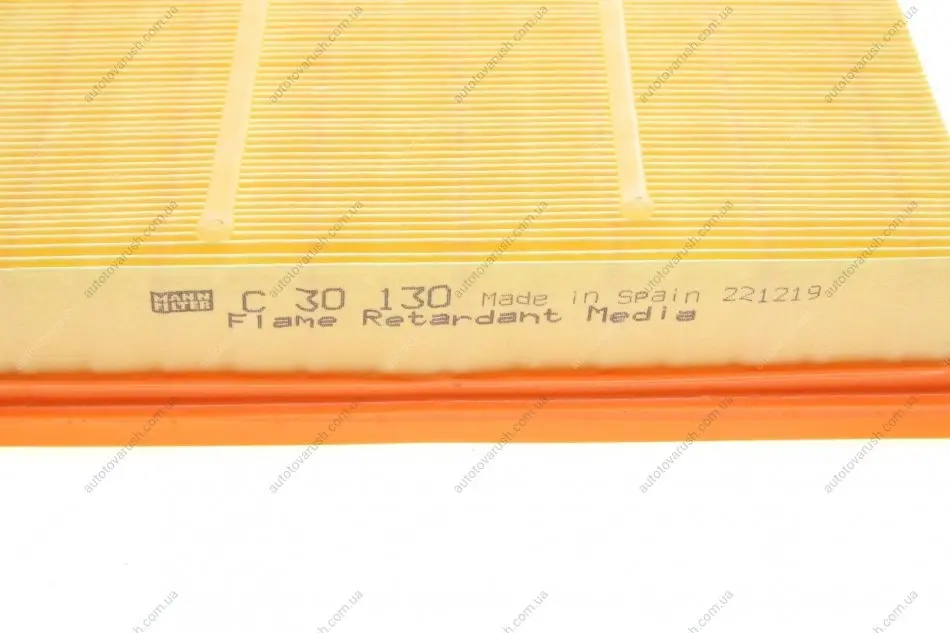 MANN FILTER C 30 130 Made in Spain 221219
Flame Retardant Media
autotovarush.com.ua